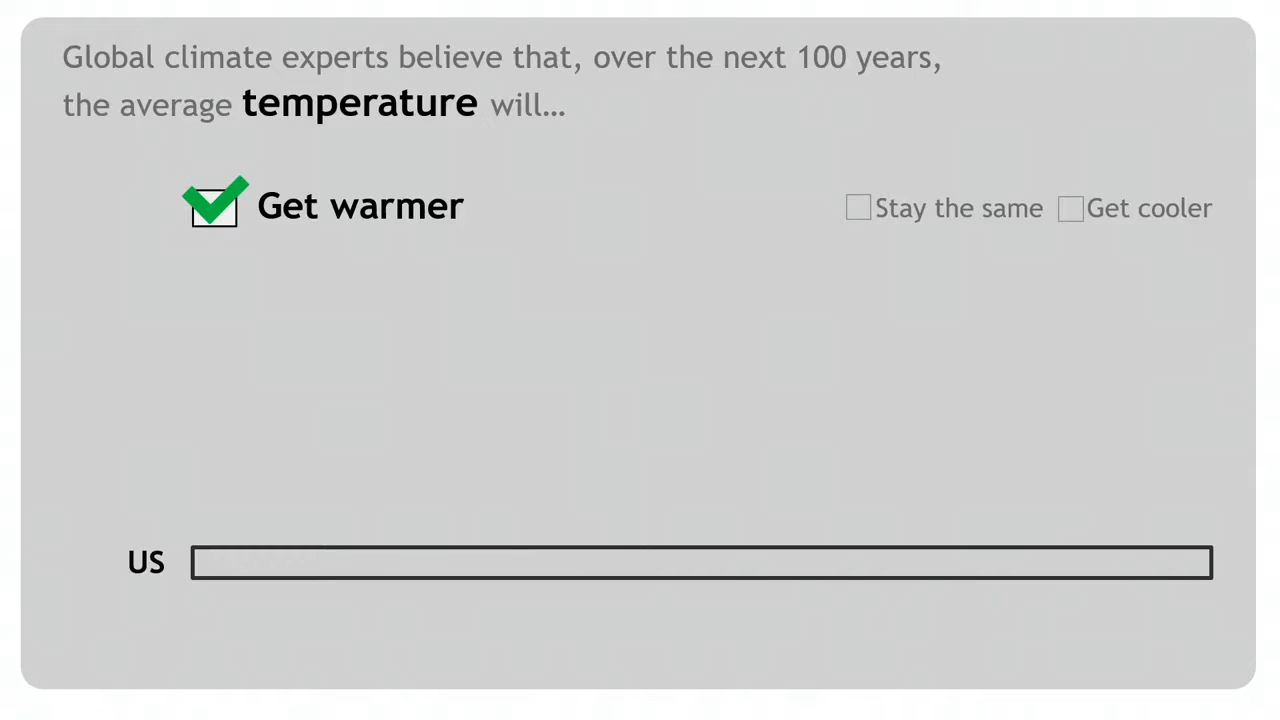 Global climate experts believe that, over the next 100 years,
the average temperature will…
Get warmer
Stay the same
Get cooler
US